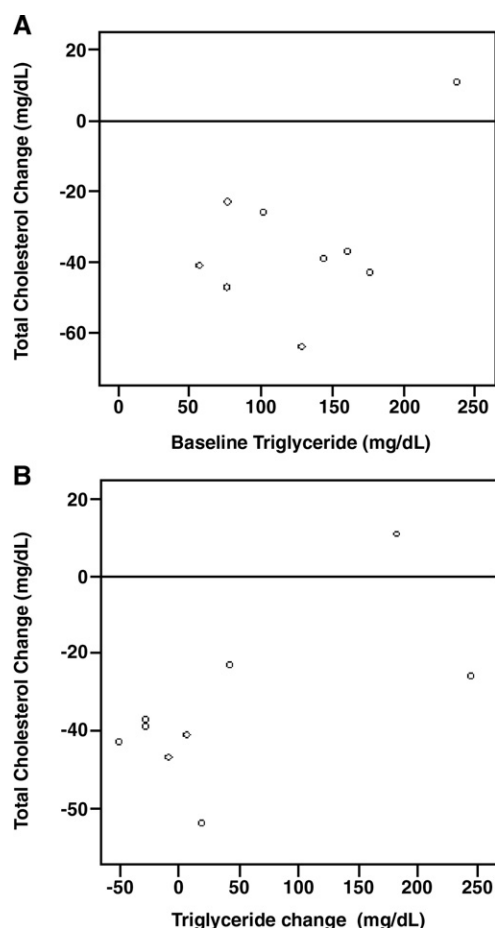 A
20
0
-20
-40
-60
Total Cholesterol Change (mg/dL)
0 50 100 150 200 250
Baseline Triglyceride (mg/dL)
B
20
0
-20
-40
-50
Total Cholesterol Change (mg/dL)
-50 0 50 100 150 200 250
Triglyceride change (mg/dL)